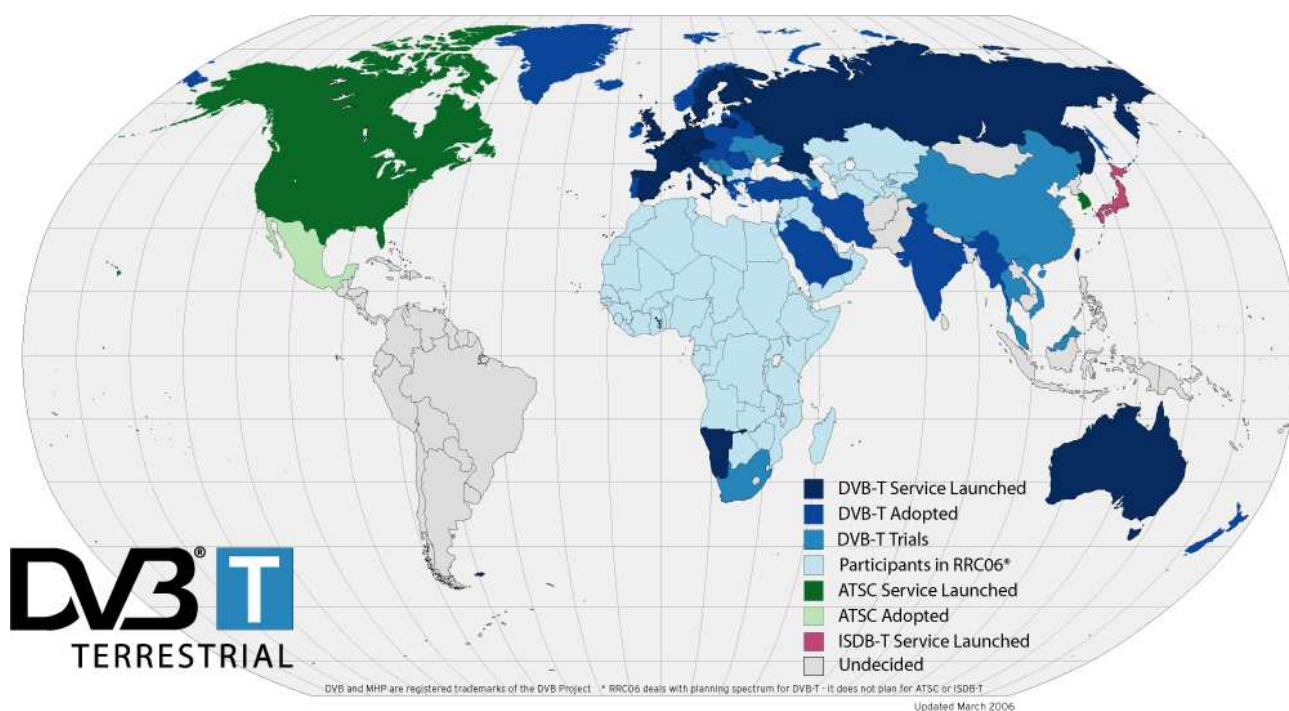 DVB-T Service Launched
DVB-T Adopted
DVB-T Trials
Participants in RRC06*
ATSC Service Launched
ATSC Adopted
ISDB-T Service Launched
Undecided
DVB® T
TERRESTRIAL
DVB and MHP are registered trademarks of the DVB Project * RRC06 deals with planning spectrum for DVB-T - it does not plan for ATSC or ISDB-T
Updated March 2006